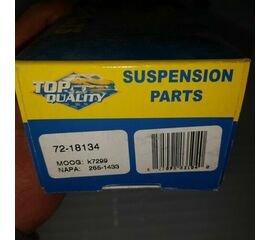 TOP
QUALITY
SUSPENSION
PARTS
72-18134
MOOG: K7299
NAPA: 265-1433